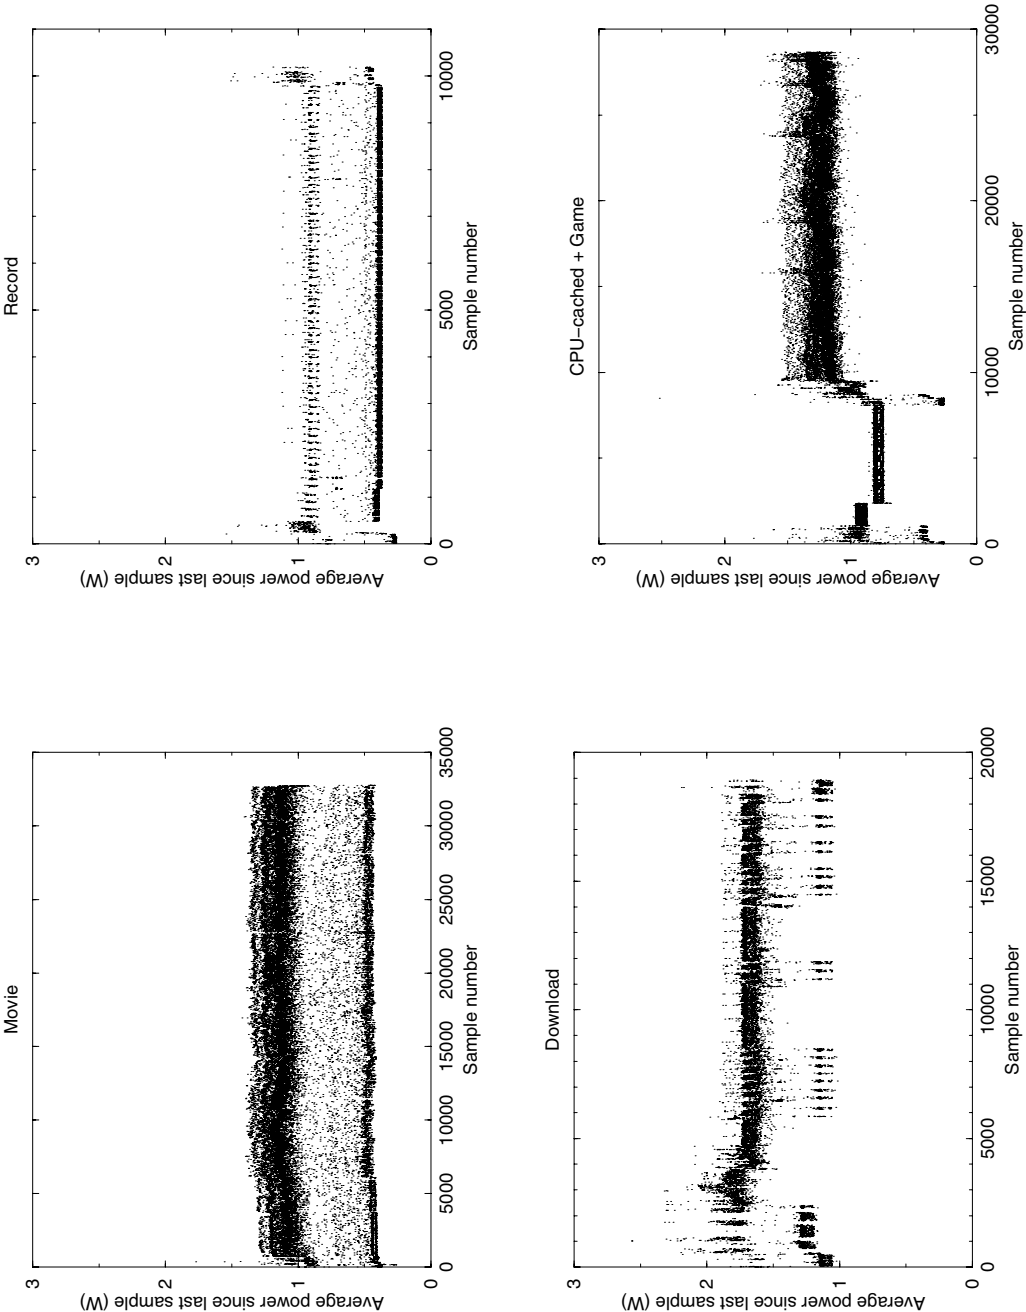 Movie
Average power since last sample (W)
3
2
1
0
0 5000 10000 15000 20000 25000 30000 35000
Sample number
Record
Average power since last sample (W)
3
2
1
0
0 5000 10000
Sample number
Download
Average power since last sample (W)
3
2
1
0
0 5000 10000 15000 20000
Sample number
CPU−cached + Game
Average power since last sample (W)
3
2
1
0
0 10000 20000 30000
Sample number